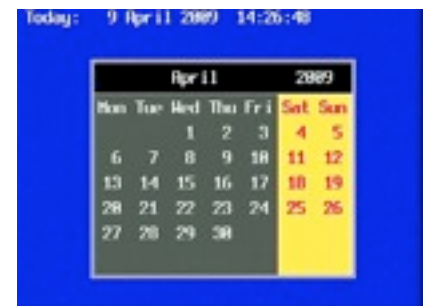 Today: 9 April 2009 14:26:48
April 2009
Mon Tue Wed Thu Fri Sat Sun
1 2 3 4 5
6 7 8 9 10 11 12
13 14 15 16 17 18 19
20 21 22 23 24 25 26
27 28 29 30